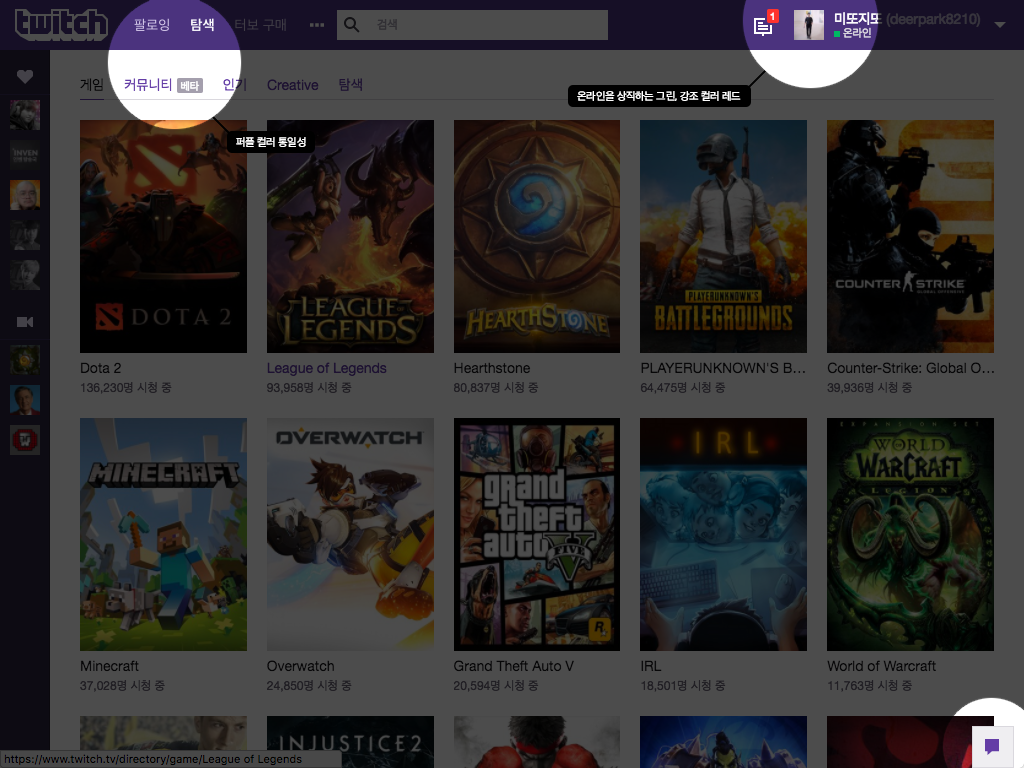 twitch
팔로잉 탐색 터보 구매 ••• 검색
1
미또지드 (deerpark8210)
온라인
게임 커뮤니티 베타 인기 Creative 탐색
온라인을 상직하는 그린, 강조 컬러 레드
퍼플 컬러 통일성
INVEN
DOTA 2
LEAGUE OF LEGENDS
HEARTHSTONE
PLAYERUNKNOWN'S
BATTLEGROUNDS
COUNTER STRIKE
GLOBAL OFFENSIVE
Dota 2
136,230명 시청 중
League of Legends
93,958명 시청 중
Hearthstone
80,837명 시청 중
PLAYERUNKNOWN'S B...
64,475명 시청 중
Counter-Strike: Global O...
39,936명 시청 중
MINECRAFT
OVERWATCH
grand
theft
auto
FIVE
IRL
EXPANSION SET
WORLD
OF
WARCRAFT
LEGION
Minecraft
37,028명 시청 중
Overwatch
24,850명 시청 중
Grand Theft Auto V
20,594명 시청 중
IRL
18,501명 시청 중
World of Warcraft
11,763명 시청 중
INJUSTICE 2
https://www.twitch.tv/directory/game/League of Legends